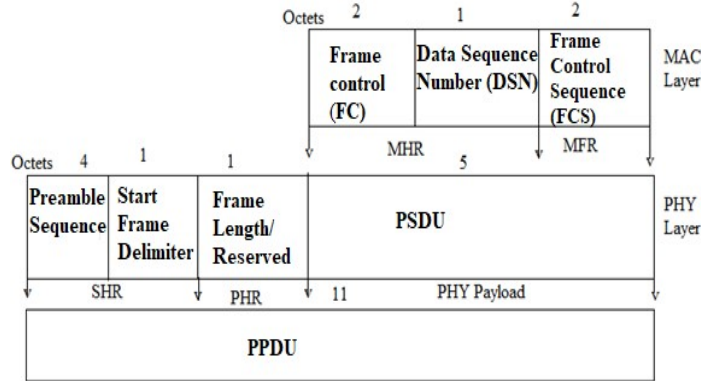 Octets 2 1 2
Frame control (FC)
Data Sequence Number (DSN)
Frame Control Sequence (FCS)
MAC Layer
MHR MFR
Octets 4 1 1 5
Preamble Sequence
Start Frame Delimiter
Frame Length/ Reserved
PSDU
PHY Layer
SHR PHR 11 PHY Payload
PPDU